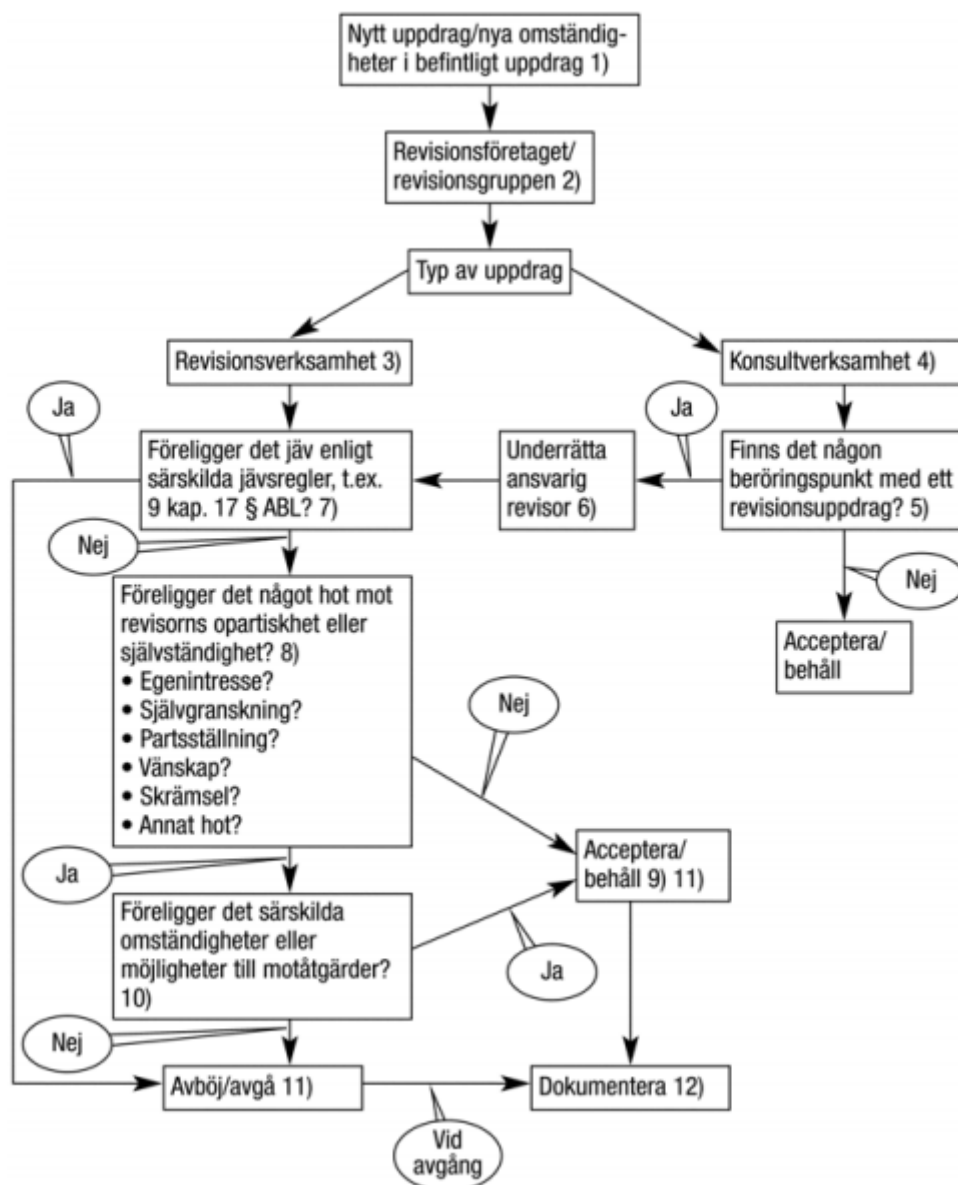 Nytt uppdrag/nya omständig-
heter i befintligt uppdrag 1)
Revisionsföretaget/
revisionsgruppen 2)
Typ av uppdrag
Revisionsverksamhet 3)
Konsultverksamhet 4)
Ja
Ja
Föreligger det jäv enligt
särskilda jävsregler, t.ex.
9 kap. 17 § ABL? 7)
Underrätta
ansvarig
revisor 6)
Finns det någon
beröringspunkt med ett
revisionsuppdrag? 5)
Nej
Nej
Föreligger det något hot mot
revisorns opartiskhet eller
självständighet? 8)
• Egenintresse?
• Självgranskning?
• Partsställning?
• Vänskap?
• Skrämsel?
• Annat hot?
Acceptera/
behåll
Nej
Ja
Acceptera/
behåll 9) 11)
Föreligger det särskilda
omständigheter eller
möjligheter till motåtgärder?
10)
Ja
Nej
Avböj/avgå 11)
Dokumentera 12)
Vid
avgång